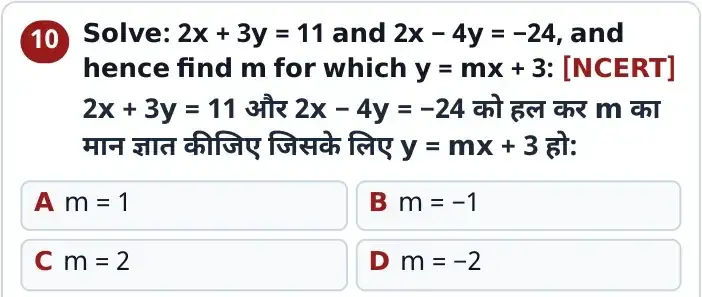 10 Solve: 2x + 3y = 11 and 2x − 4y = −24, and
hence find m for which y = mx + 3: [NCERT]
2x + 3y = 11 और 2x − 4y = −24 को हल कर m का
मान ज्ञात कीजिए जिसके लिए y = mx + 3 हो:
A m = 1
B m = −1
C m = 2
D m = −2